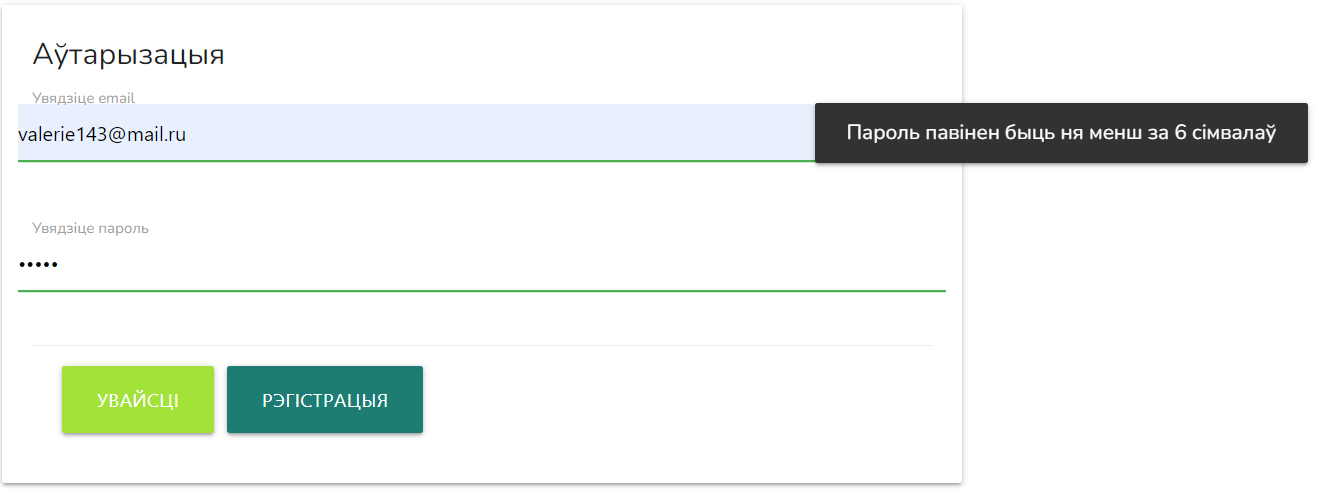 Аўтарызацыя
Увядзіце email
valerie143@mail.ru
Пароль павінен быць ня менш за 6 сімвалаў
Увядзіце пароль
•••••
УВАЙСЦІ
РЭГІСТРАЦЫЯ